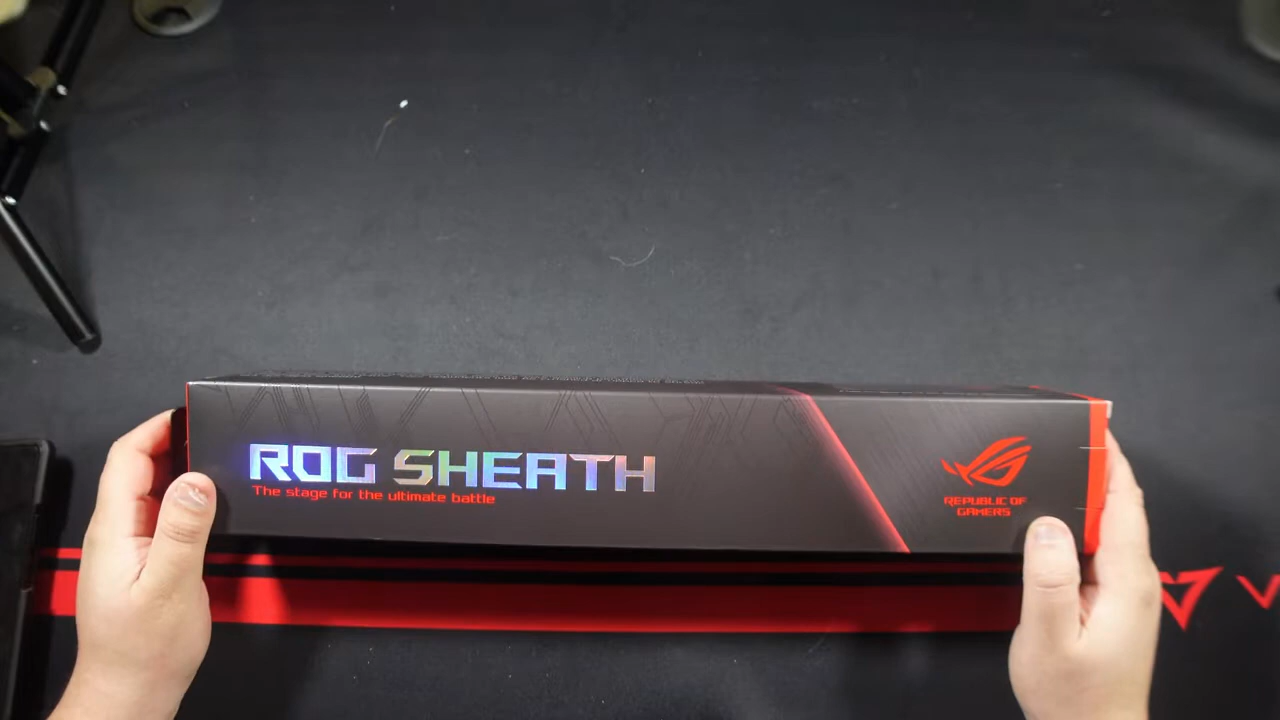 ROG SHEATH
The stage for the ultimate battle
REPUBLIC OF
GAMERS